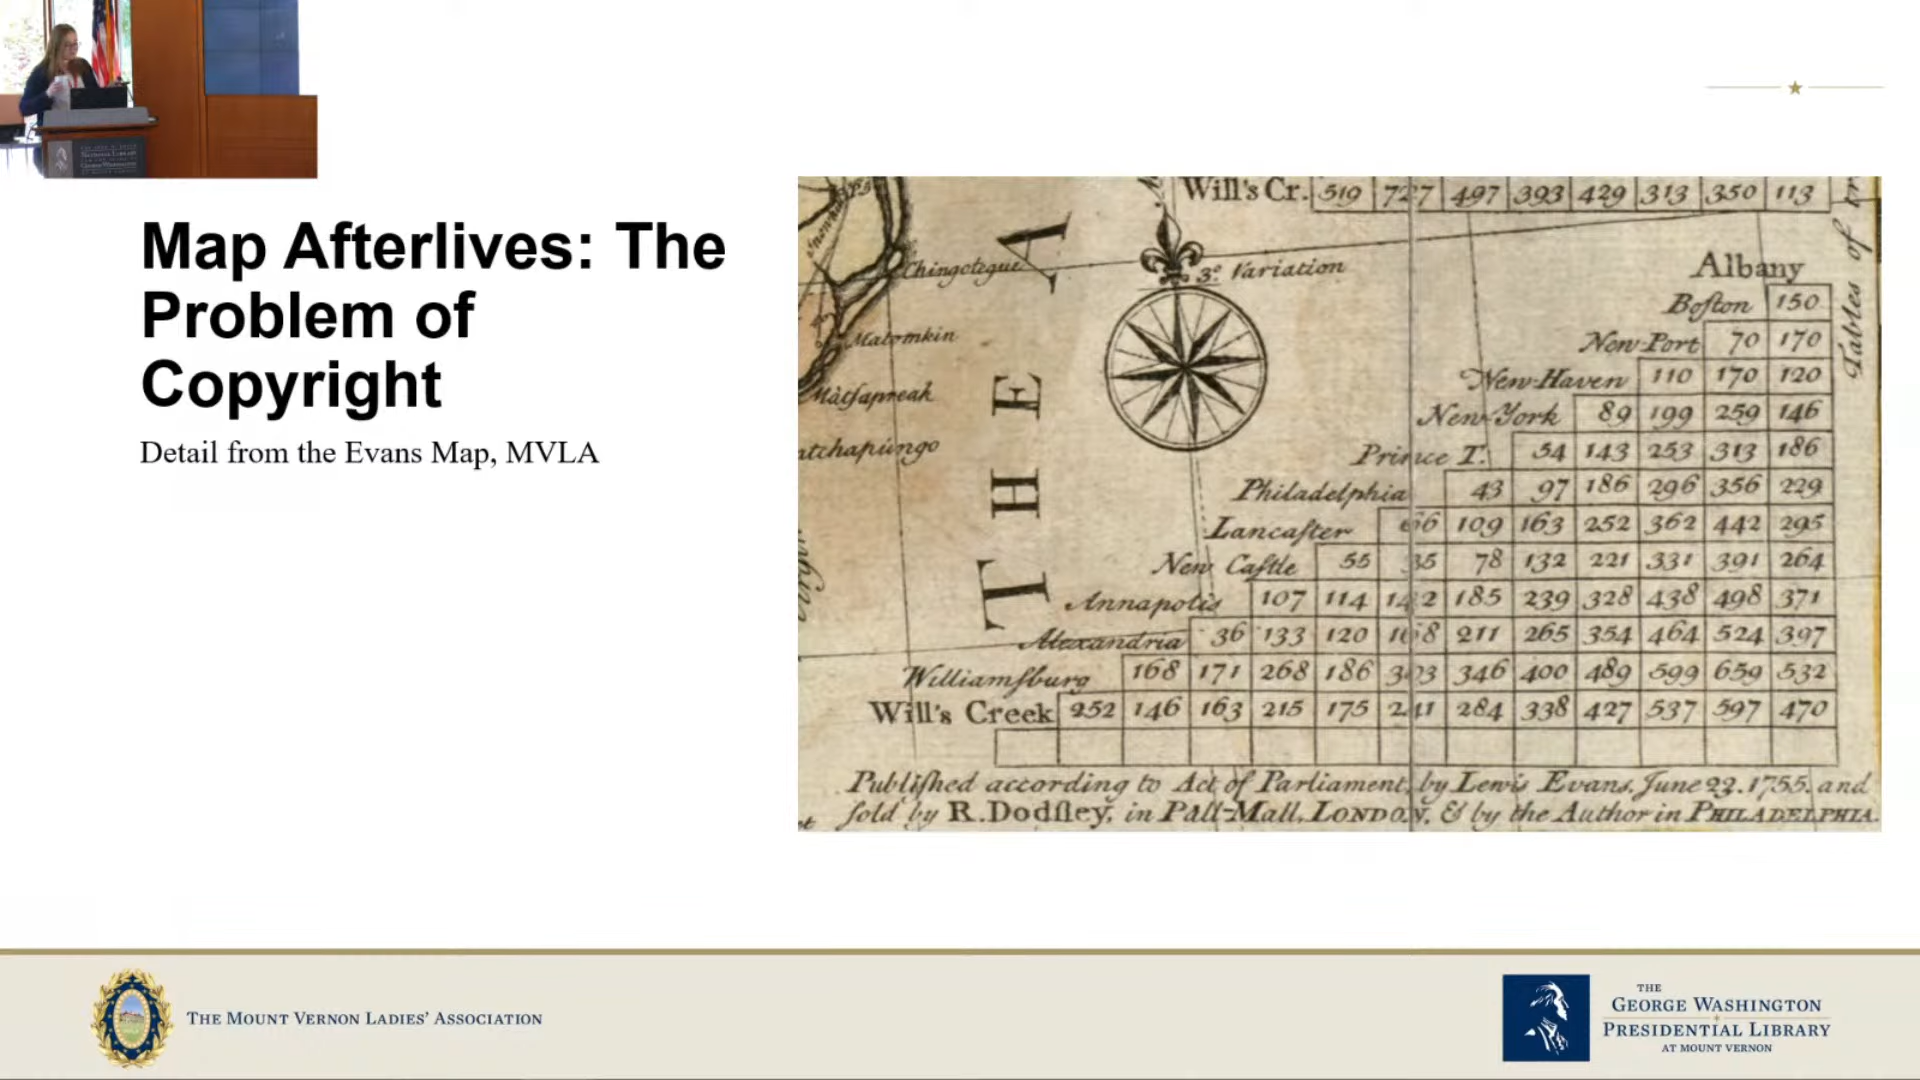 Map Afterlives: The
Problem of
Copyright
Detail from the Evans Map, MVLA
Will's Cr. 519 727 497 393 429 313 350 113
Chingoteque
3° Variation
Matomkin
Matſapreak
atchapungo
THE
A
Tables of
Albany
Boſton 150
New Port 70 170
New-Haven 110 170 120
New-York 89 199 259 146
Prince T. 54 143 253 313 186
Philadelphia 43 97 186 296 356 229
Lancaſter 66 109 163 252 362 442 295
New Caſtle 55 35 78 132 221 331 391 264
Annapolis 107 114 142 185 239 328 438 498 371
Alexandria 36 133 120 168 211 265 354 464 524 397
Williamſburg 168 171 268 186 303 346 400 489 599 659 532
Will's Creek 252 146 163 215 175 241 284 338 427 537 597 470
Publiſhed according to Act of Parliament, by Lewis Evans, June 23. 1755. and
ſold by R. Dodſley, in Pall-Mall, LONDON, & by the Author in PHILADELPHIA.
THE MOUNT VERNON LADIES' ASSOCIATION
THE
GEORGE WASHINGTON
PRESIDENTIAL LIBRARY
AT MOUNT VERNON